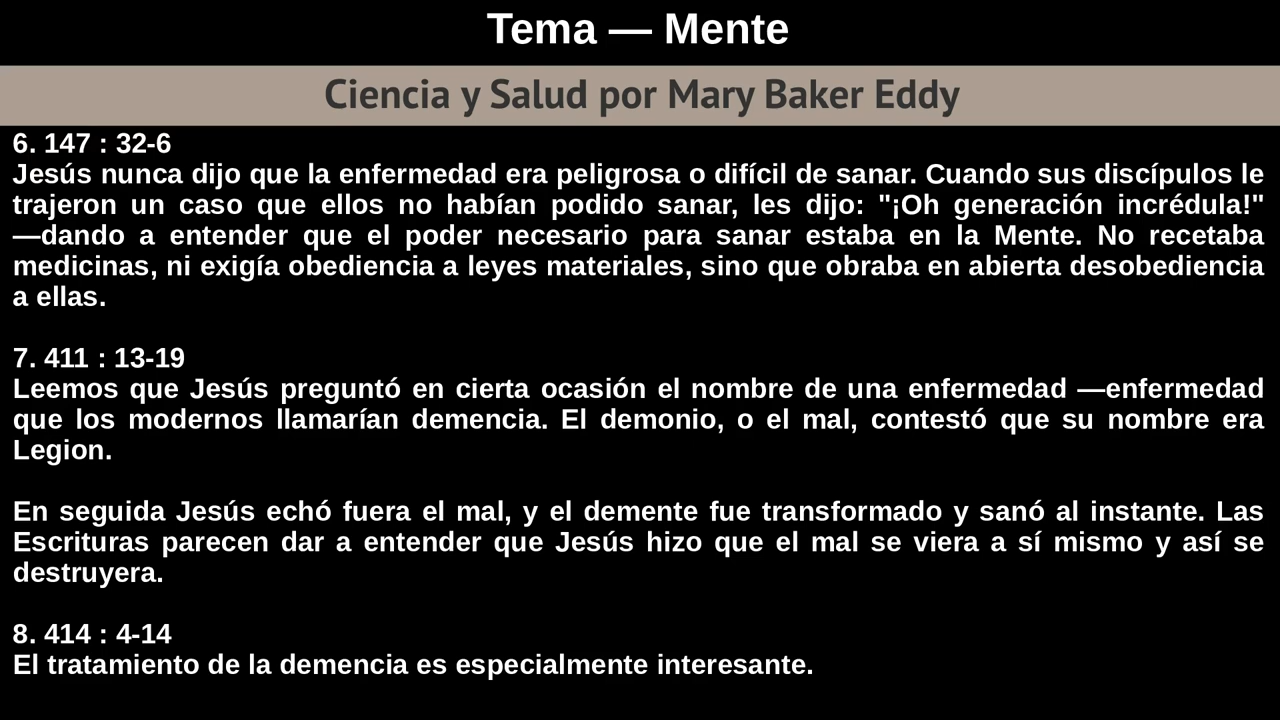 Tema — Mente
Ciencia y Salud por Mary Baker Eddy
6. 147 : 32-6
Jesús nunca dijo que la enfermedad era peligrosa o difícil de sanar. Cuando sus discípulos le
trajeron un caso que ellos no habían podido sanar, les dijo: "¡Oh generación incrédula!"
—dando a entender que el poder necesario para sanar estaba en la Mente. No recetaba
medicinas, ni exigía obediencia a leyes materiales, sino que obraba en abierta desobediencia
a ellas.
7. 411 : 13-19
Leemos que Jesús preguntó en cierta ocasión el nombre de una enfermedad —enfermedad
que los modernos llamarían demencia. El demonio, o el mal, contestó que su nombre era
Legion.
En seguida Jesús echó fuera el mal, y el demente fue transformado y sanó al instante. Las
Escrituras parecen dar a entender que Jesús hizo que el mal se viera a sí mismo y así se
destruyera.
8. 414 : 4-14
El tratamiento de la demencia es especialmente interesante.